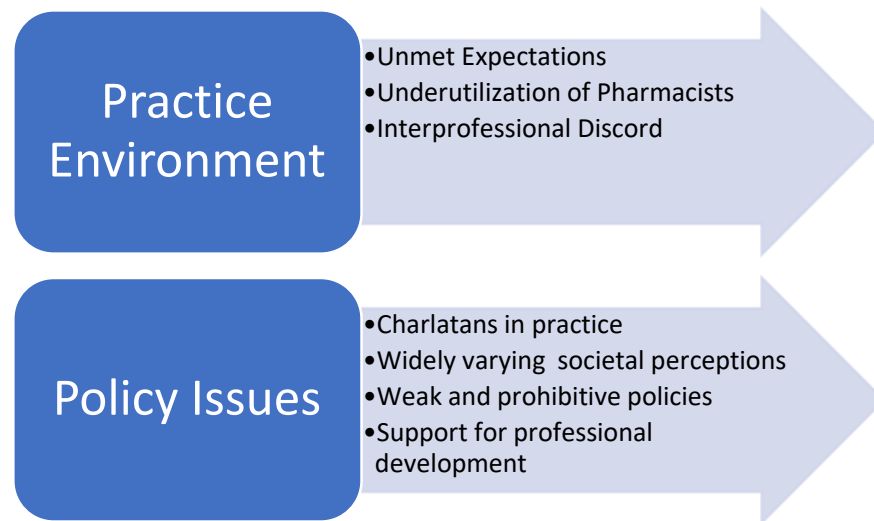 Practice
Environment
•Unmet Expectations
•Underutilization of Pharmacists
•Interprofessional Discord
Policy Issues
•Charlatans in practice
•Widely varying  societal perceptions
•Weak and prohibitive policies
•Support for professional
development